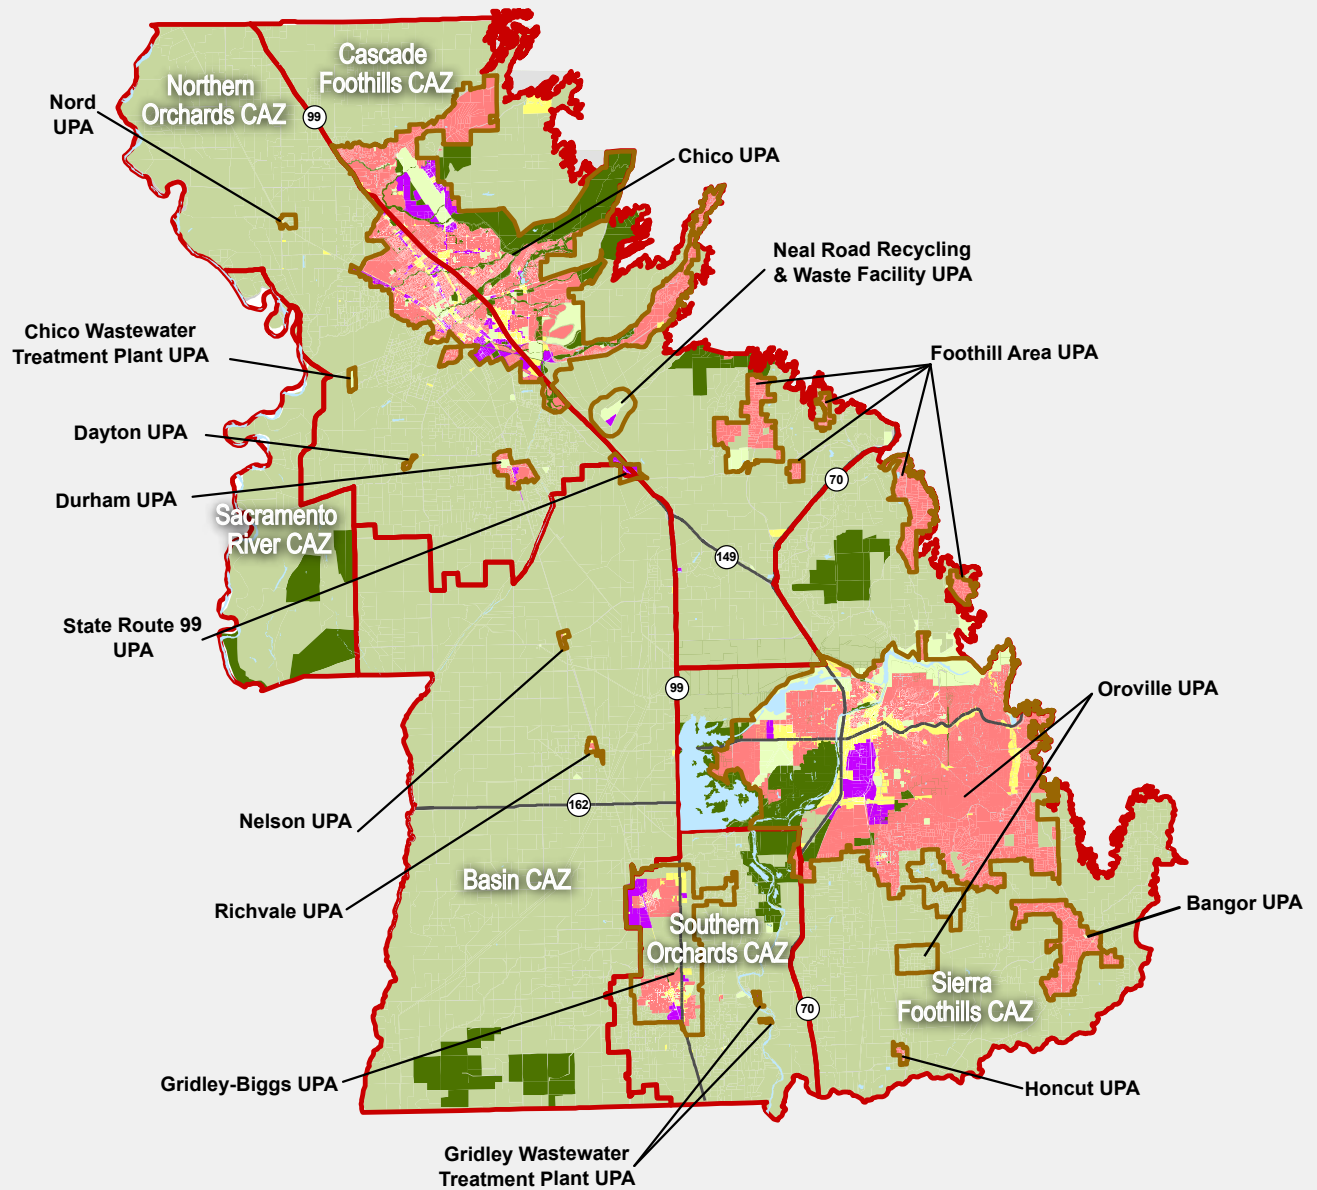 Cascade
Foothills CAZ
Northern
Orchards CAZ
Nord
UPA
99
Chico UPA
Neal Road Recycling
& Waste Facility UPA
Chico Wastewater
Treatment Plant UPA
Foothill Area UPA
Dayton UPA
Durham UPA
70
Sacramento
River CAZ
149
State Route 99
UPA
99
Oroville UPA
162
Nelson UPA
Basin CAZ
Richvale UPA
Bangor UPA
Southern
Orchards CAZ
Sierra
Foothills CAZ
70
Gridley-Biggs UPA
Honcut UPA
Gridley Wastewater
Treatment Plant UPA